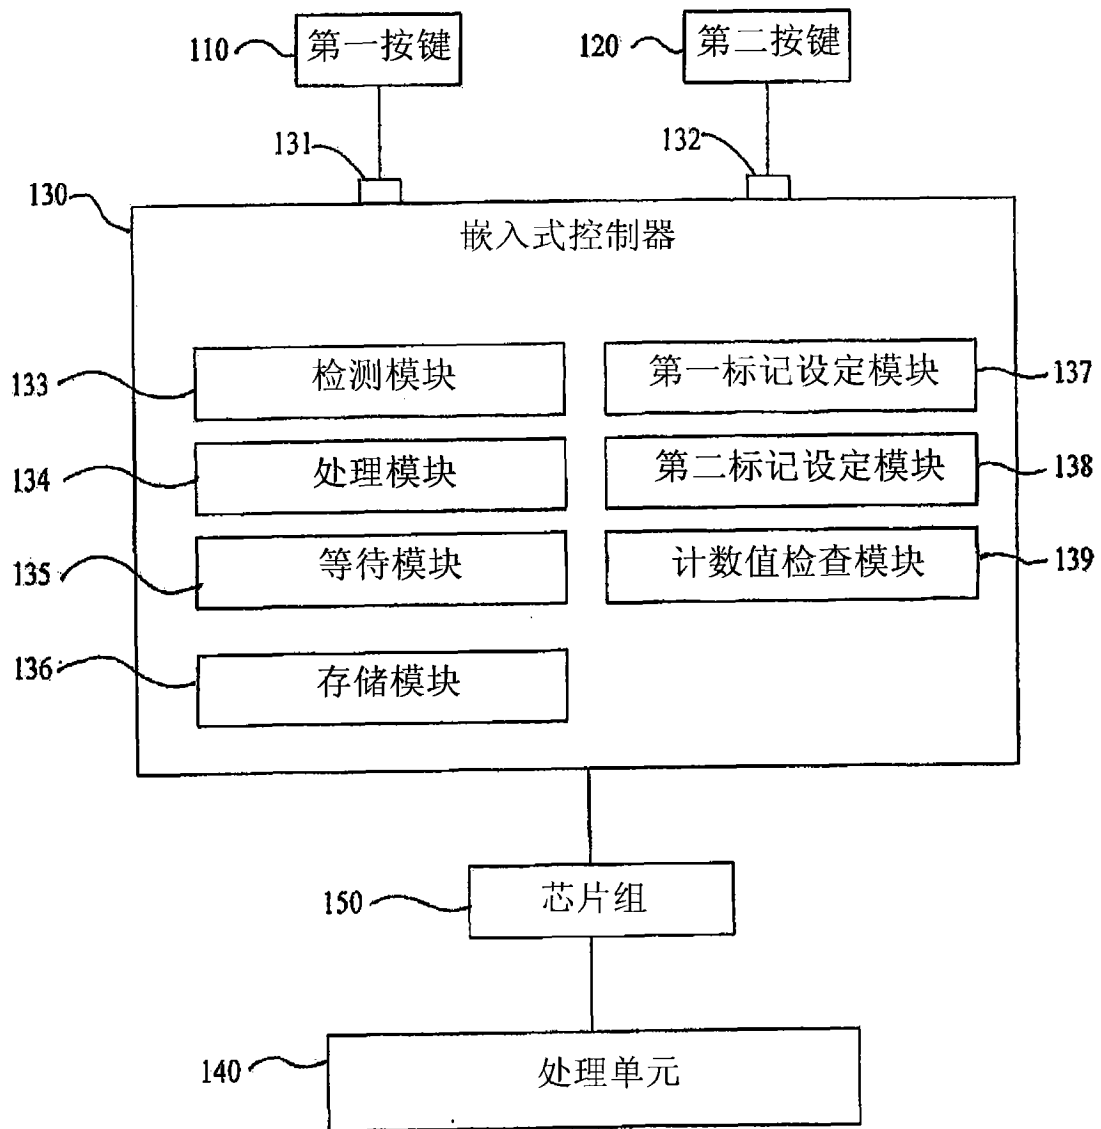 110 第一按键
120 第二按键
131
132
130
嵌入式控制器
133 检测模块
第一标记设定模块 137
134 处理模块
第二标记设定模块 138
135 等待模块
计数值检查模块 139
136 存储模块
150 芯片组
140 处理单元